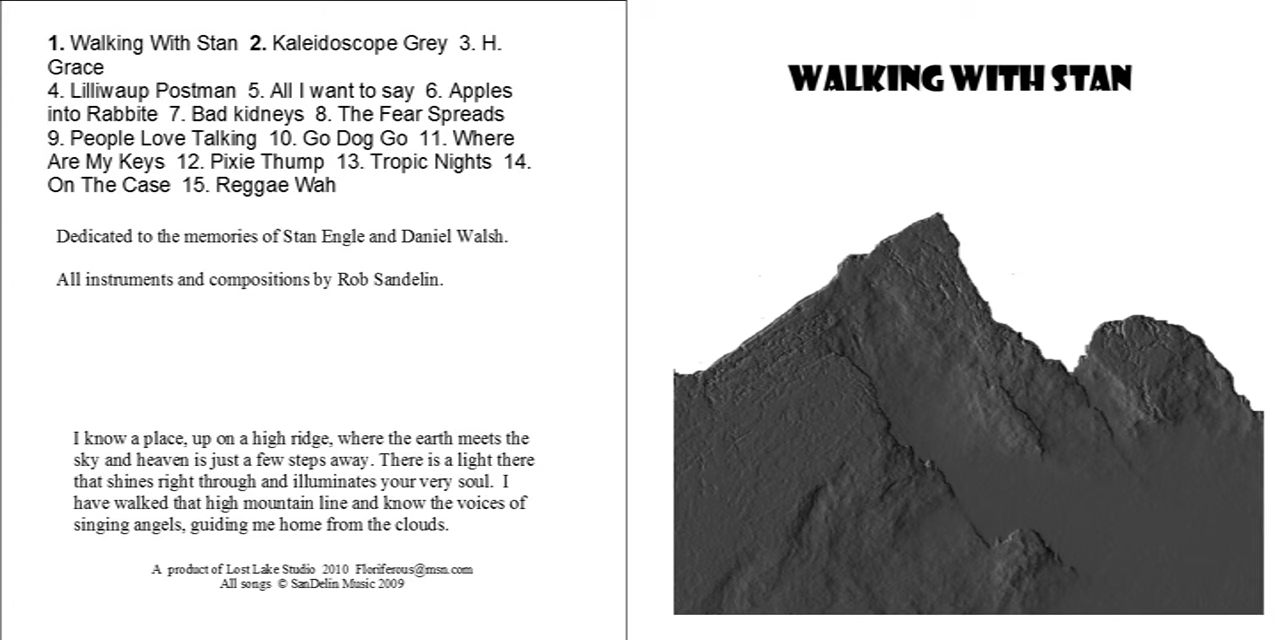 1. Walking With Stan 2. Kaleidoscope Grey 3. H.
Grace
4. Lilliwaup Postman 5. All I want to say 6. Apples
into Rabbite 7. Bad kidneys 8. The Fear Spreads
9. People Love Talking 10. Go Dog Go 11. Where
Are My Keys 12. Pixie Thump 13. Tropic Nights 14.
On The Case 15. Reggae Wah
Dedicated to the memories of Stan Engle and Daniel Walsh.
All instruments and compositions by Rob Sandelin.
I know a place, up on a high ridge, where the earth meets the
sky and heaven is just a few steps away. There is a light there
that shines right through and illuminates your very soul. I
have walked that high mountain line and know the voices of
singing angels, guiding me home from the clouds.
A product of Lost Lake Studio 2010 Floriferous@msn.com
All songs © SanDelin Music 2009
WALKING WITH STAN